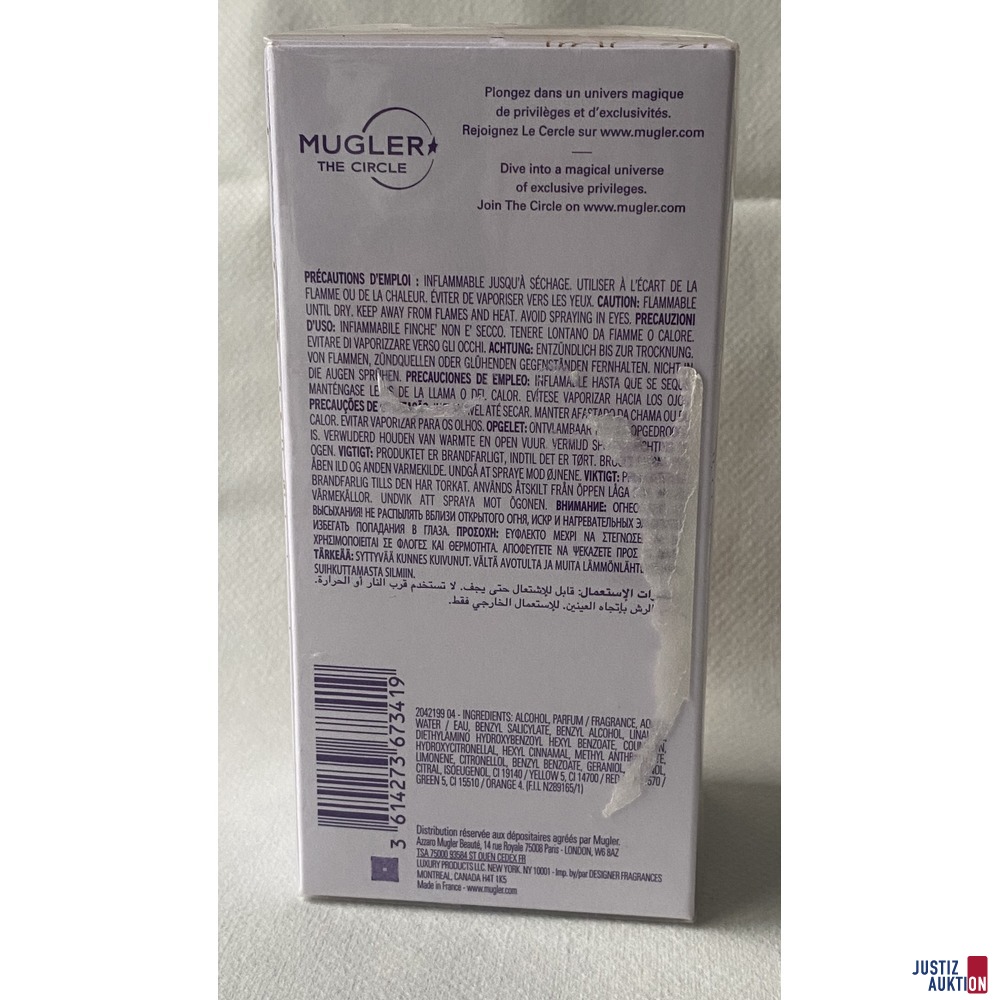 MUGLER
THE CIRCLE
Plongez dans un univers magique
de privilèges et d'exclusivités.
Rejoignez Le Cercle sur www.mugler.com
Dive into a magical universe
of exclusive privileges.
Join The Circle on www.mugler.com
PRÉCAUTIONS D'EMPLOI : INFLAMMABLE JUSQU'À SÉCHAGE. UTILISER À L'ÉCART DE LA
FLAMME OU DE LA CHALEUR. ÉVITER DE VAPORISER VERS LES YEUX. CAUTION: FLAMMABLE
UNTIL DRY. KEEP AWAY FROM FLAMES AND HEAT. AVOID SPRAYING IN EYES. PRECAUZIONI
D'USO: INFIAMMABILE FINCHE' NON E' SECCO. TENERE LONTANO DA FIAMME O CALORE.
EVITARE DI VAPORIZZARE VERSO GLI OCCHI. ACHTUNG: ENTZÜNDLICH BIS ZUR TROCKNUNG.
VON FLAMMEN, ZÜNDQUELLEN ODER GLÜHENDEN GEGENSTÄNDEN FERNHALTEN. NICHT IN
DIE AUGEN SPRÜHEN. PRECAUCIONES DE EMPLEO: INFLAMABLE HASTA QUE SE
MANTÉNGASE DE LA LLAMA O DEL CALOR. EVÍTESE VAPORIZAR HACIA LOS
PRECAUÇÕES DE ATÉ SECAR. MANTER AFASTADO DA CHAMA OU
CALOR. EVITAR VAPORIZAR PARA OS OLHOS. OPGELET: ONTVLAMBAAR
IS. VERWIJDERD HOUDEN VAN WARMTE EN OPEN VUUR. VERMIJD
OGEN. VIGTIGT: PRODUKTET ER BRANDFARLIGT, INDTIL DET ER TØRT.
ÅBEN ILD OG ANDEN VARMEKILDE. UNDGÅ AT SPRAYE MOD ØJNENE. VIKTIGT:
BRANDFARLIG TILLS DEN HAR TORKAT. ANVÄNDS ÅTSKILT FRÅN ÖPPEN LÅGA
VÄRMEKÄLLOR. UNDVIK ATT SPRAYA MOT ÖGONEN. ВНИМАНИЕ:
ВЫСЫХАНИЯ! НЕ РАСПЫЛЯТЬ ВБЛИЗИ ОТКРЫТОГО ОГНЯ, ИСКР И НАГРЕВАТЕЛЬНЫХ
ИЗБЕГАТЬ ПОПАДАНИЯ В ГЛАЗА. ΠΡΟΣΟΧΗ: ΕΥΦΛΕΚΤΟ ΜΕΧΡΙ ΝΑ ΣΤΕΓΝΩΣΕΙ
ΧΡΗΣΙΜΟΠΟΙΕΙΤΑΙ ΣΕ ΦΛΟΓΕΣ ΚΑΙ ΘΕΡΜΟΤΗΤΑ. ΑΠΟΦΕΥΓΕΤΕ ΝΑ ΨΕΚΑΖΕΤΕ ΠΡΟΣ
TÄRKEÄÄ: SYTTYVÄÄ KUNNES KUIVUNUT. VÄLTÄ AVOTULTA JA MUITA
SUIHKUTTAMASTA SILMIIN.
الإستعمال: قابل للإشتعال حتى يجف. لا تستخدم قرب النار أو الحرارة.
الرش بإتجاه العينين. للإستعمال الخارجي فقط.
3 614273 673419
2042199 04 - INGREDIENTS: ALCOHOL, PARFUM / FRAGRANCE,
WATER / EAU, BENZYL SALICYLATE, BENZYL ALCOHOL,
DIETHYLAMINO HYDROXYBENZOYL HEXYL BENZOATE,
HYDROXYCITRONELLAL, HEXYL CINNAMAL, METHYL
LIMONENE, CITRONELLOL, BENZYL BENZOATE, GERANIOL,
CITRAL, ISOEUGENOL, CI 19140 / YELLOW 5, CI 14700 /
GREEN 5, CI 15510 / ORANGE 4. (F.I.L N289165/1)
Distribution réservée aux dépositaires agréés par Mugler.
Azzaro Mugler Beauté, 14 rue Royale 75008 Paris - LONDON, W6 8AZ
TSA 75000 93584 ST OUEN CEDEX FR
LUXURY PRODUCTS LLC. NEW YORK. NY 10001 - Imp. by/par DESIGNER FRAGRANCES
MONTREAL, CANADA H4T 1K5
Made in France - www.mugler.com
JUSTIZ
AUKTION